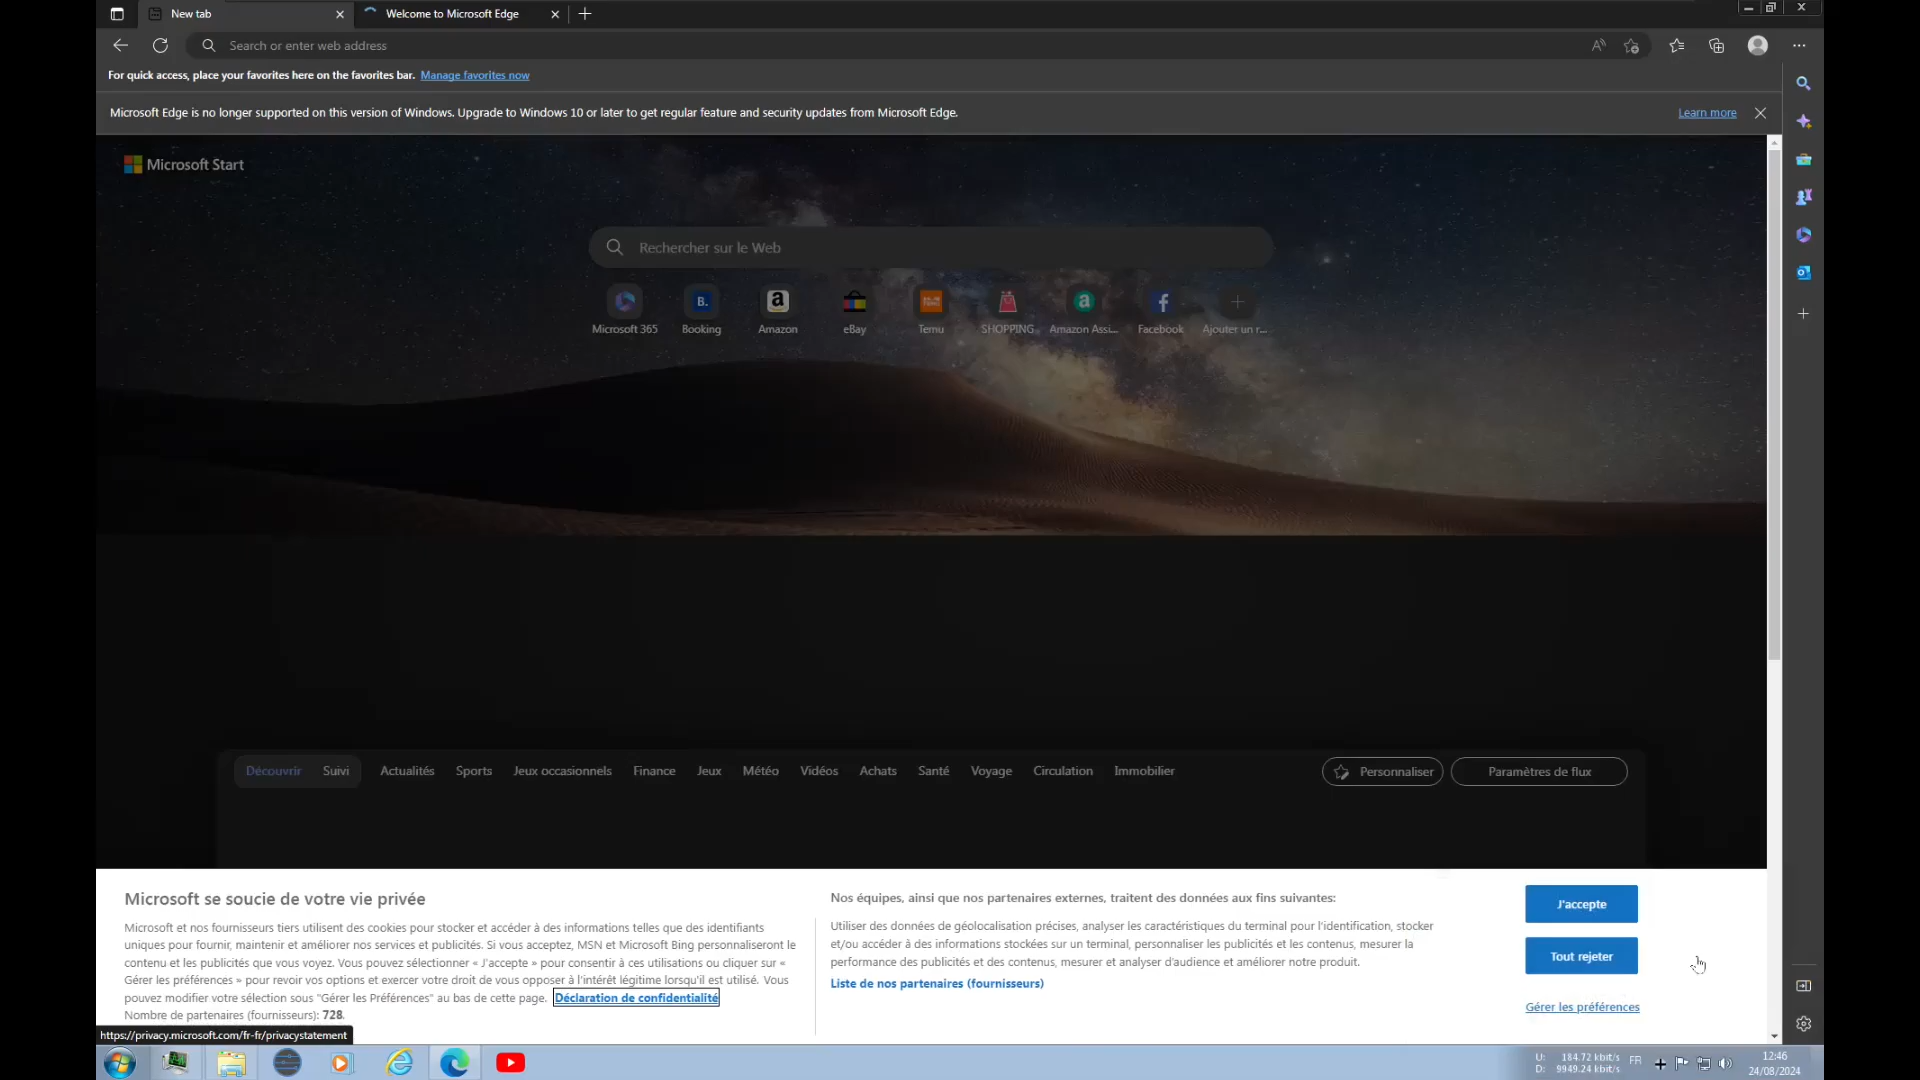 New tab
Welcome to Microsoft Edge
Search or enter web address
For quick access, place your favorites here on the favorites bar. Manage favorites now
Microsoft Edge is no longer supported on this version of Windows. Upgrade to Windows 10 or later to get regular feature and security updates from Microsoft Edge.
Learn more
Microsoft Start
Rechercher sur le Web
Microsoft 365
Booking
Amazon
eBay
Temu
SHOPPING
Amazon Assi...
Facebook
Ajouter un r...
Découvrir
Suivi
Actualités
Sports
Jeux occasionnels
Finance
Jeux
Météo
Vidéos
Achats
Santé
Voyage
Circulation
Immobilier
Personnaliser
Paramètres de flux
Microsoft se soucie de votre vie privée
Microsoft et nos fournisseurs tiers utilisent des cookies pour stocker et accéder à des informations telles que des identifiants
uniques pour fournir, maintenir et améliorer nos services et publicités. Si vous acceptez, MSN et Microsoft Bing personnaliseront le
contenu et les publicités que vous voyez. Vous pouvez sélectionner « J'accepte » pour consentir à ces utilisations ou cliquer sur «
Gérer les préférences » pour revoir vos options et exercer votre droit de vous opposer à l'intérêt légitime lorsqu'il est utilisé. Vous
pouvez modifier votre sélection sous "Gérer les Préférences" au bas de cette page. Déclaration de confidentialité
Nombre de partenaires (fournisseurs): 728.
Nos équipes, ainsi que nos partenaires externes, traitent des données aux fins suivantes:
Utiliser des données de géolocalisation précises, analyser les caractéristiques du terminal pour l'identification, stocker
et/ou accéder à des informations stockées sur un terminal, personnaliser les publicités et les contenus, mesurer la
performance des publicités et des contenus, mesurer et analyser d'audience et améliorer notre produit.
Liste de nos partenaires (fournisseurs)
J'accepte
Tout rejeter
Gérer les préférences
https://privacy.microsoft.com/fr-fr/privacystatement
U: 184.72 kbit/s
D: 9949.24 kbit/s
FR
12:46
24/08/2024